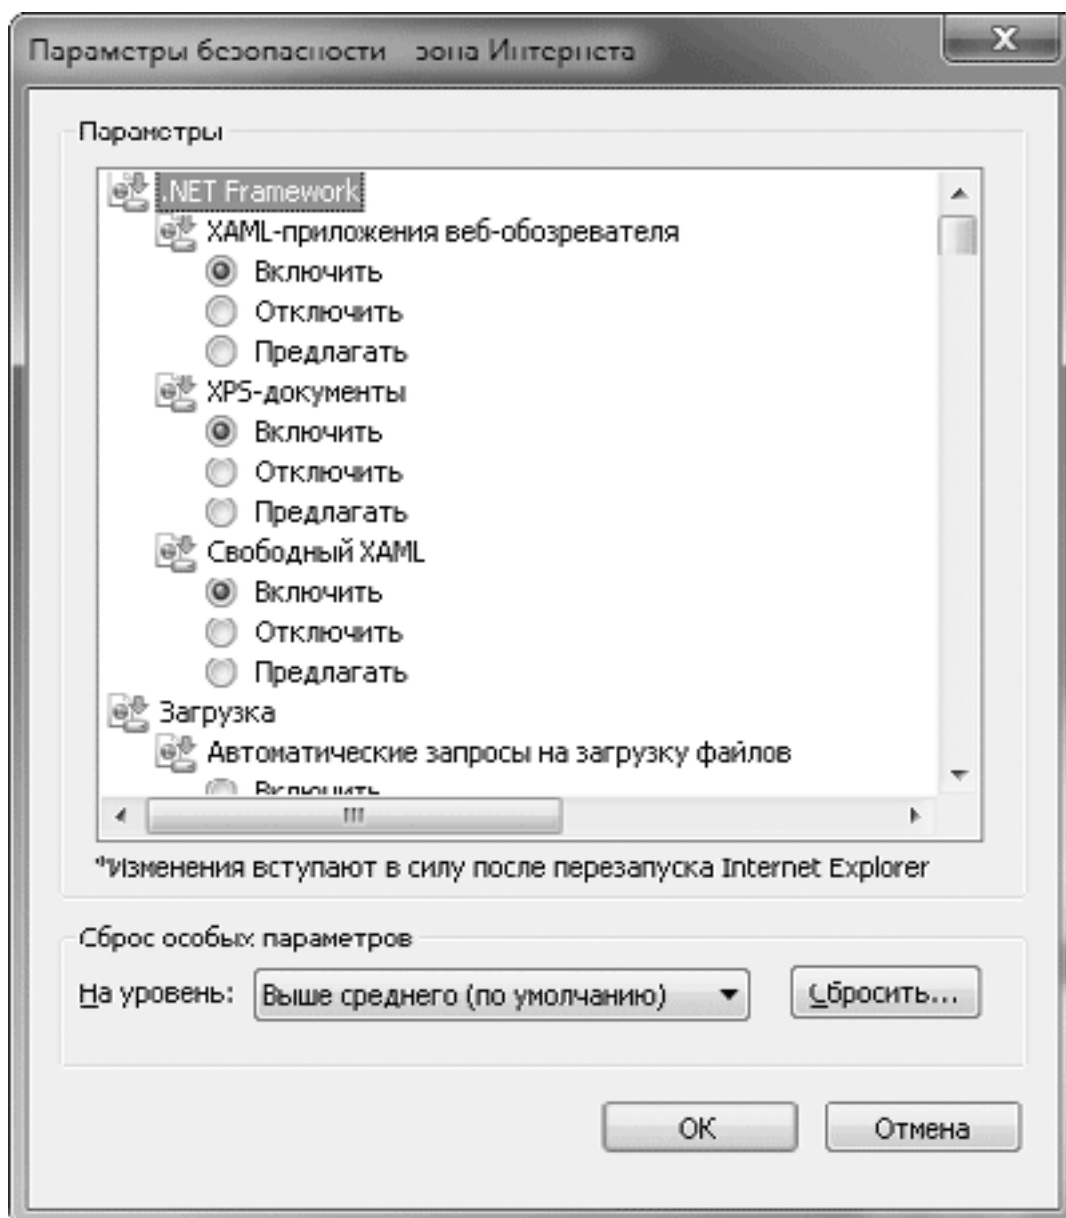 Параметры безопасности - зона Интернета
Параметры
.NET Framework
XAML-приложения веб-обозревателя
Включить
Отключить
Предлагать
XPS-документы
Включить
Отключить
Предлагать
Свободный XAML
Включить
Отключить
Предлагать
Загрузка
Автоматические запросы на загрузку файлов
Включить
*Изменения вступают в силу после перезапуска Internet Explorer
Сброс особых параметров
На уровень: Выше среднего (по умолчанию) Сбросить...
ОК Отмена